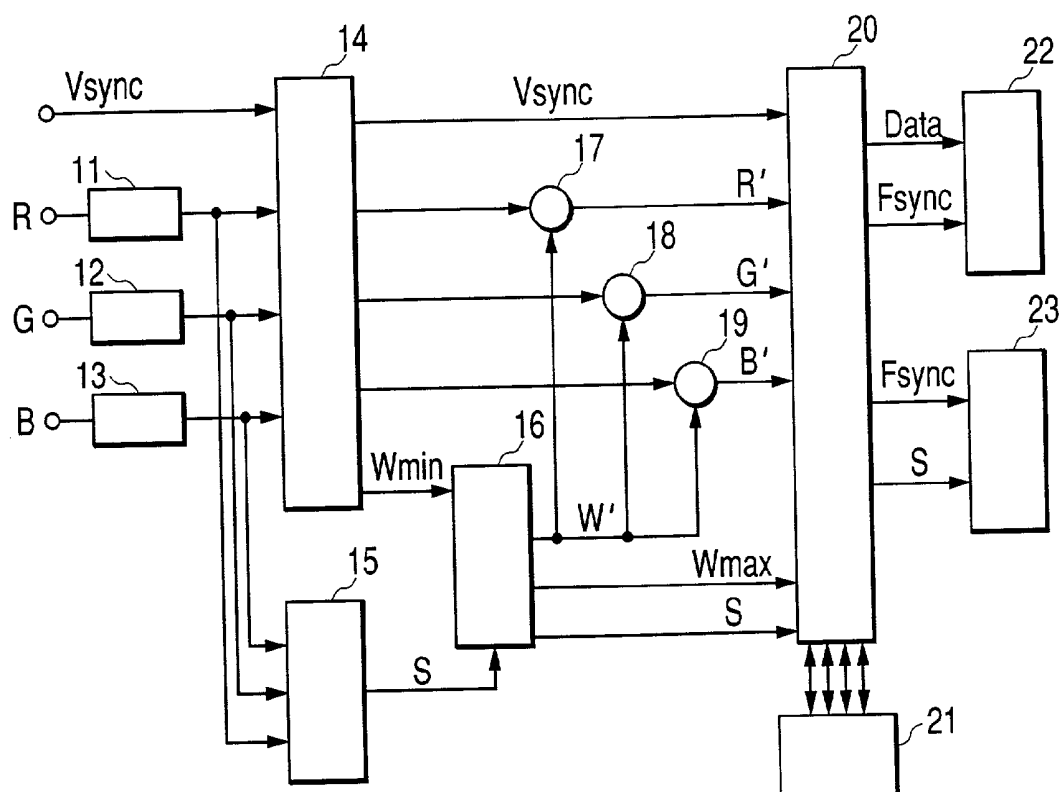 14
20
22
Vsync
Vsync
Data
11
17
R
R′
Fsync
12
18
G
G′
19
23
13
B′
Fsync
B
16
Wmin
S
W′
15
Wmax
S
S
21